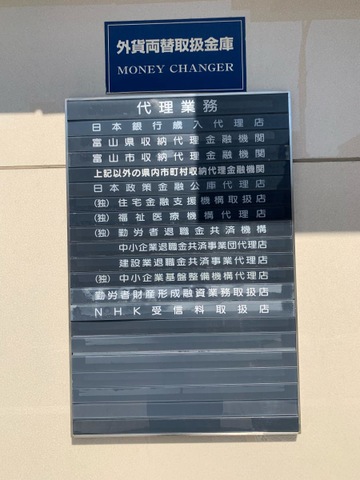 外貨両替取扱金庫
MONEY CHANGER
代理業務
日本銀行歳入代理店
富山県収納代理金融機関
富山市収納代理金融機関
上記以外の県内市町村収納代理金融機関
日本政策金融公庫代理店
(独)住宅金融支援機構取扱店
(独)福祉医療機構代理店
(独)勤労者退職金共済機構
中小企業退職金共済事業団代理店
建設業退職金共済事業代理店
(独)中小企業基盤整備機構代理店
勤労者財産形成融資業務取扱店
NHK受信料取扱店